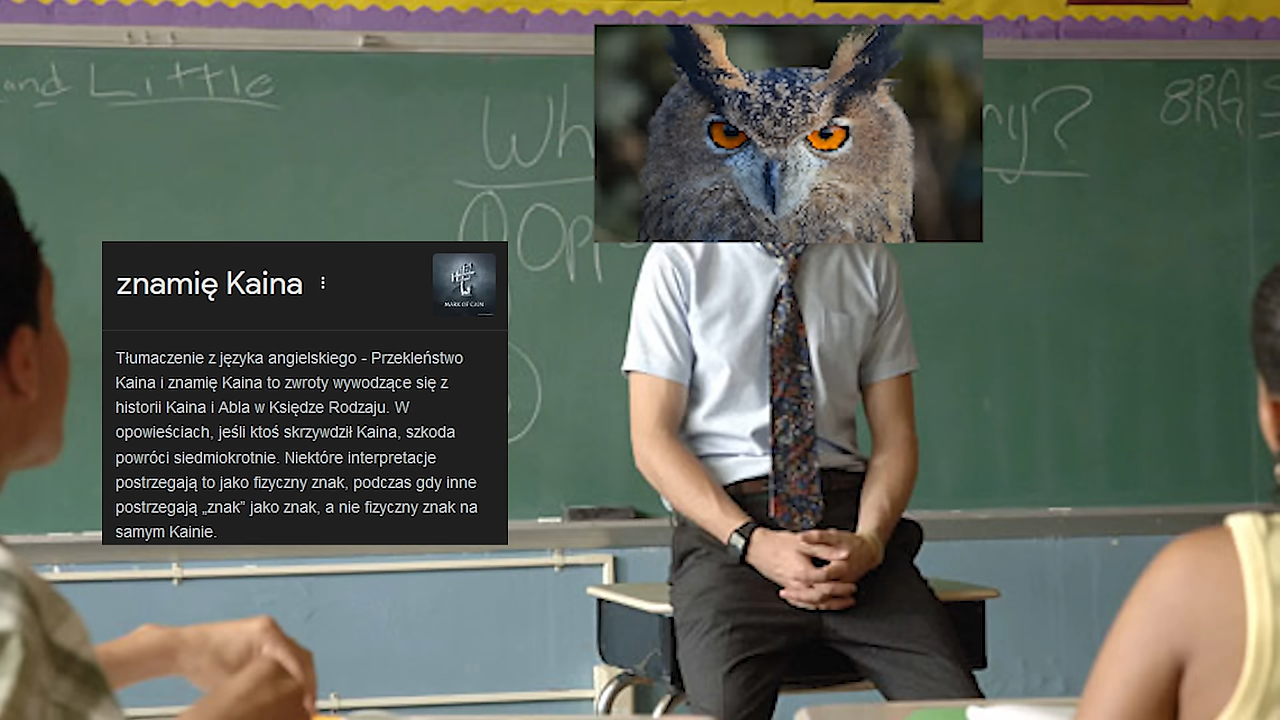 and Little
Wh
ry?
8RG
① Opp
znamię Kaina
MARK OF CAIN
Tłumaczenie z języka angielskiego - Przekleństwo
Kaina i znamię Kaina to zwroty wywodzące się z
historii Kaina i Abla w Księdze Rodzaju. W
opowieściach, jeśli ktoś skrzywdził Kaina, szkoda
powróci siedmiokrotnie. Niektóre interpretacje
postrzegają to jako fizyczny znak, podczas gdy inne
postrzegają „znak” jako znak, a nie fizyczny znak na
samym Kainie.